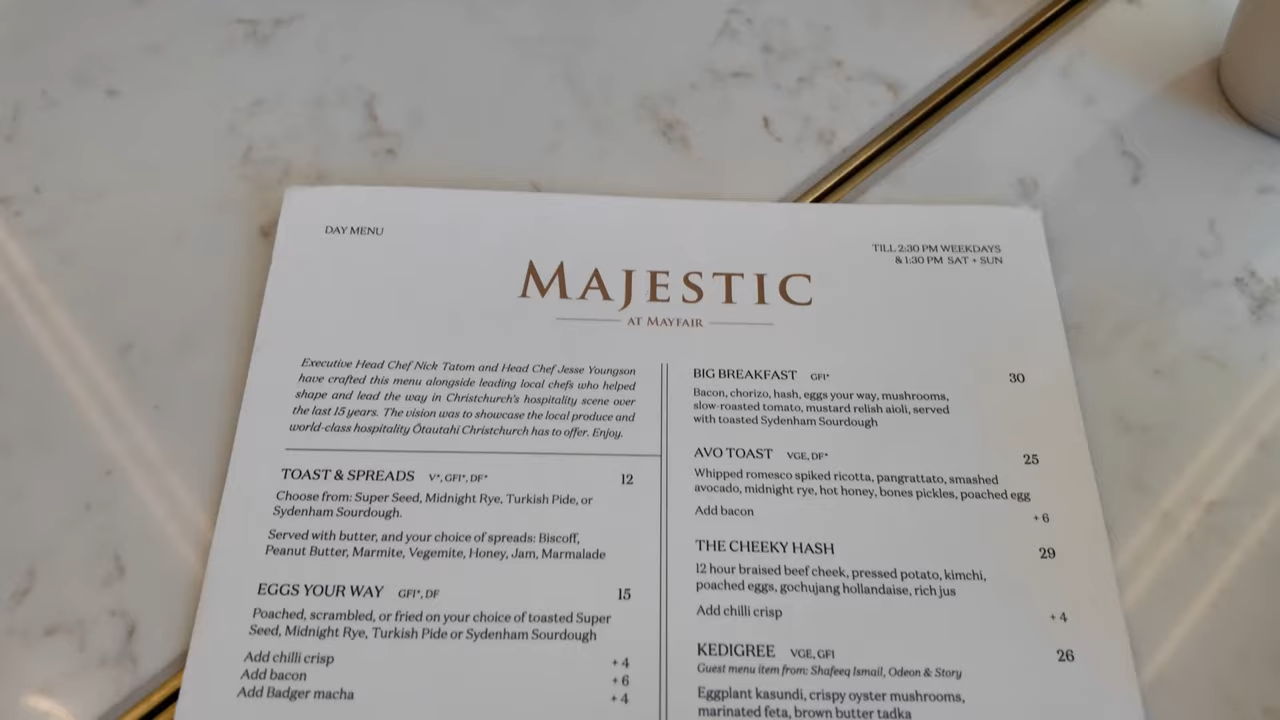 DAY MENU
TILL 2:30 PM WEEKDAYS
& 1:30 PM SAT + SUN
MAJESTIC
AT MAYFAIR
Executive Head Chef Nick Tatom and Head Chef Jesse Youngson
have crafted this menu alongside leading local chefs who helped
shape and lead the way in Christchurch's hospitality scene over
the last 15 years. The vision was to showcase the local produce and
world-class hospitality Ōtautahi Christchurch has to offer. Enjoy.
TOAST & SPREADS V*, GFI*, DF* 12
Choose from: Super Seed, Midnight Rye, Turkish Pide, or
Sydenham Sourdough.
Served with butter, and your choice of spreads: Biscoff,
Peanut Butter, Marmite, Vegemite, Honey, Jam, Marmalade
EGGS YOUR WAY GFI*, DF 15
Poached, scrambled, or fried on your choice of toasted Super
Seed, Midnight Rye, Turkish Pide or Sydenham Sourdough
Add chilli crisp + 4
Add bacon + 6
Add Badger macha + 4
BIG BREAKFAST GFI* 30
Bacon, chorizo, hash, eggs your way, mushrooms,
slow-roasted tomato, mustard relish aioli, served
with toasted Sydenham Sourdough
AVO TOAST VGE, DF* 25
Whipped romesco spiked ricotta, pangrattato, smashed
avocado, midnight rye, hot honey, bones pickles, poached egg
Add bacon + 6
THE CHEEKY HASH 29
12 hour braised beef cheek, pressed potato, kimchi,
poached eggs, gochujang hollandaise, rich jus
Add chilli crisp + 4
KEDIGREE VGE, GFI 26
Guest menu item from: Shafeeq Ismail, Odeon & Story
Eggplant kasundi, crispy oyster mushrooms,
marinated feta, brown butter tadka